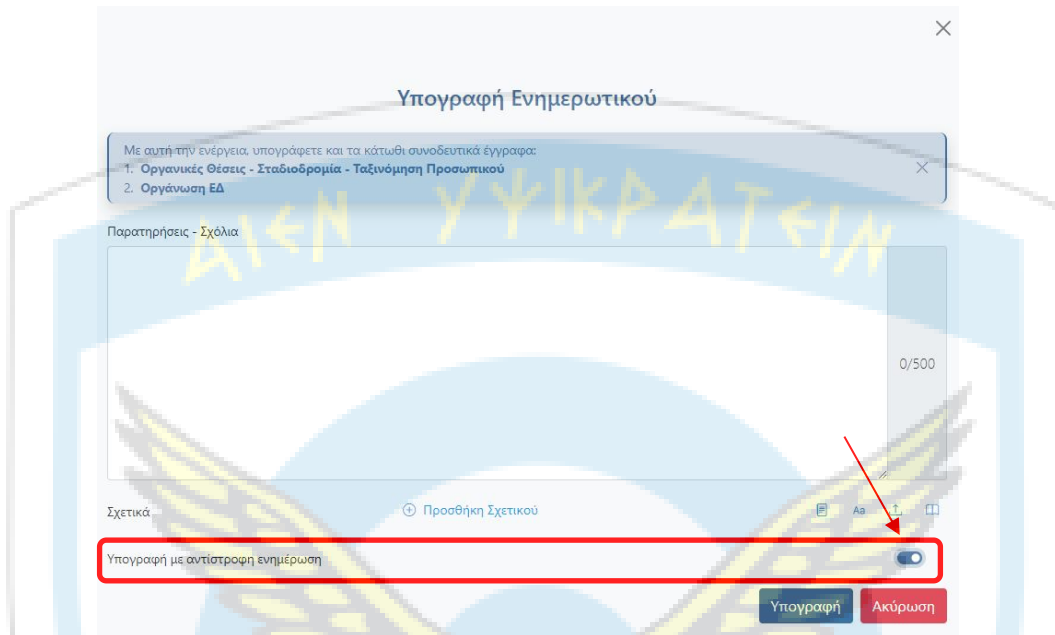 Υπογραφή Ενημερωτικού
Με αυτή την ενέργεια, υπογράφετε και τα κάτωθι συνοδευτικά έγγραφα:
1. Οργανικές Θέσεις - Σταδιοδρομία - Ταξινόμηση Προσωπικού
2. Οργάνωση ΕΔ
ΑΙΕΝ ΥΨΙΚΡΑΤΕΙΝ
Παρατηρήσεις - Σχόλια
0/500
Σχετικά
Προσθήκη Σχετικού
Aa
Υπογραφή με αντίστροφη ενημέρωση
Υπογραφή
Ακύρωση